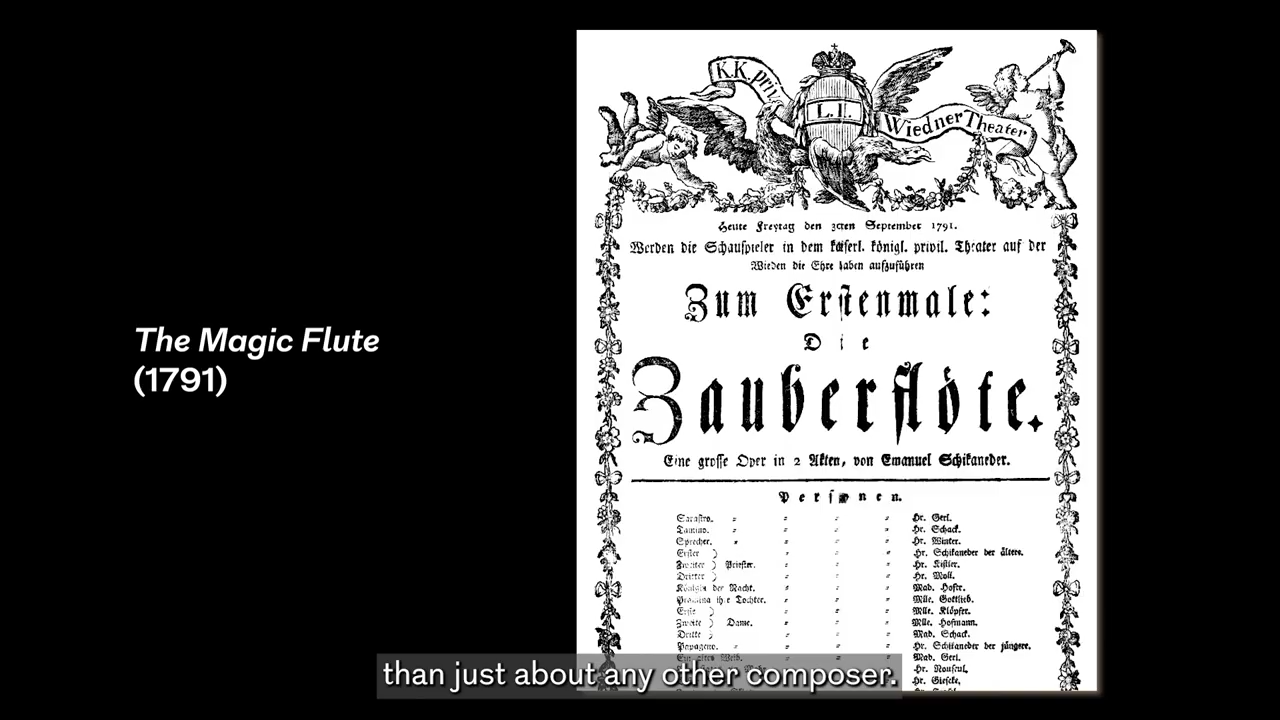 The Magic Flute
(1791)
K.K. priv.
L.I.
Wiedner Theater
Heute Freytag den 30ten September 1791.
Werden die Schauspieler in dem kaiserl. königl. privil. Theater auf der
Wieden die Ehre haben aufzuführen
Zum Erstenmale:
Die
Zauberflöte.
Eine grosse Oper in 2 Akten, von Emanuel Schikaneder.
Personen.
Sarastro. Hr. Gerl.
Tamino. Hr. Schack.
Sprecher. Hr. Winter.
Erster ) Hr. Schikaneder der ältere.
Zweiter ) Priester. Hr. Kistler.
Dritter ) Hr. Moll.
Königin der Nacht. Mad. Hofer.
Pamina ihre Tochter. Mlle. Gottlieb.
Erste ) Mlle. Klöpfer.
Zweite ) Dame. Mlle. Hofmann.
Dritte ) Mad. Schack.
Papageno. Hr. Schikaneder der jüngere.
Ein altes Weib. Mad. Gerl.
Hr. Nouseul.
Hr. Giesecke.
than just about any other composer.